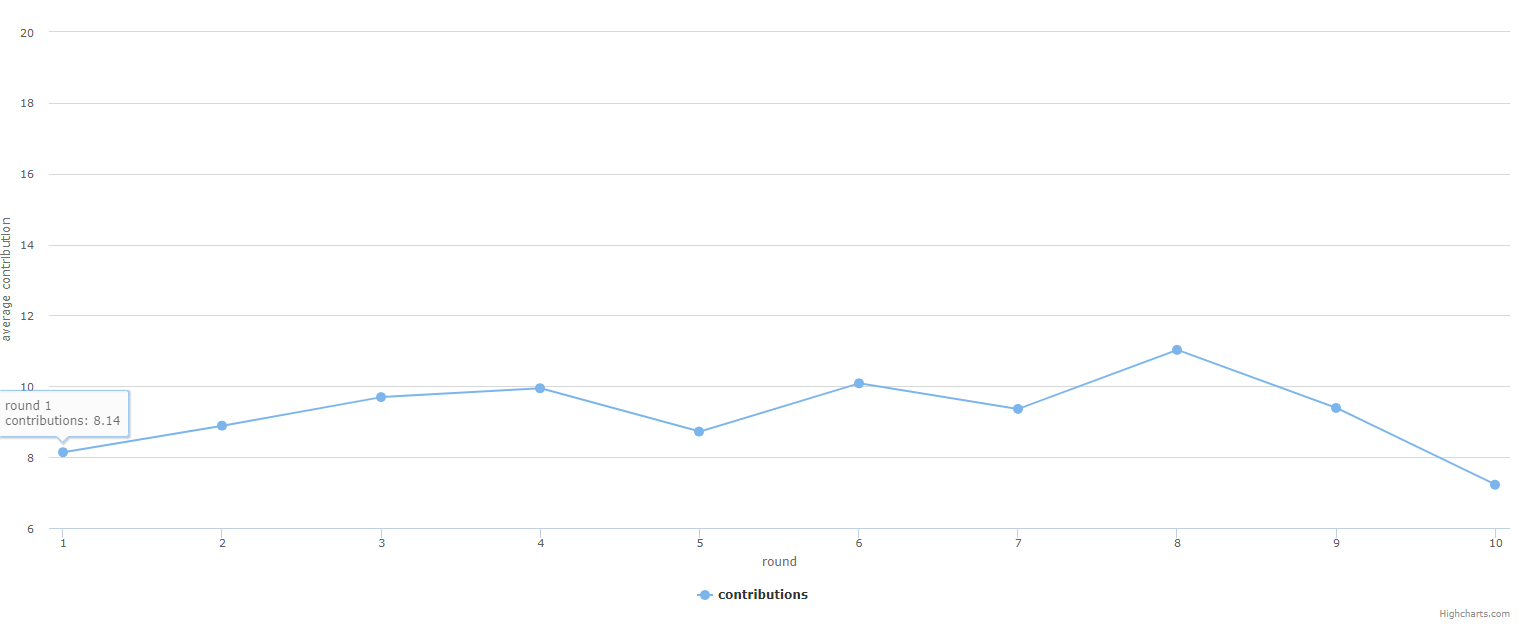 20
18
16
14
12
10
8
6
average contribution
round 1
contributions: 8.14
1 2 3 4 5 6 7 8 9 10
round
contributions
Highcharts.com